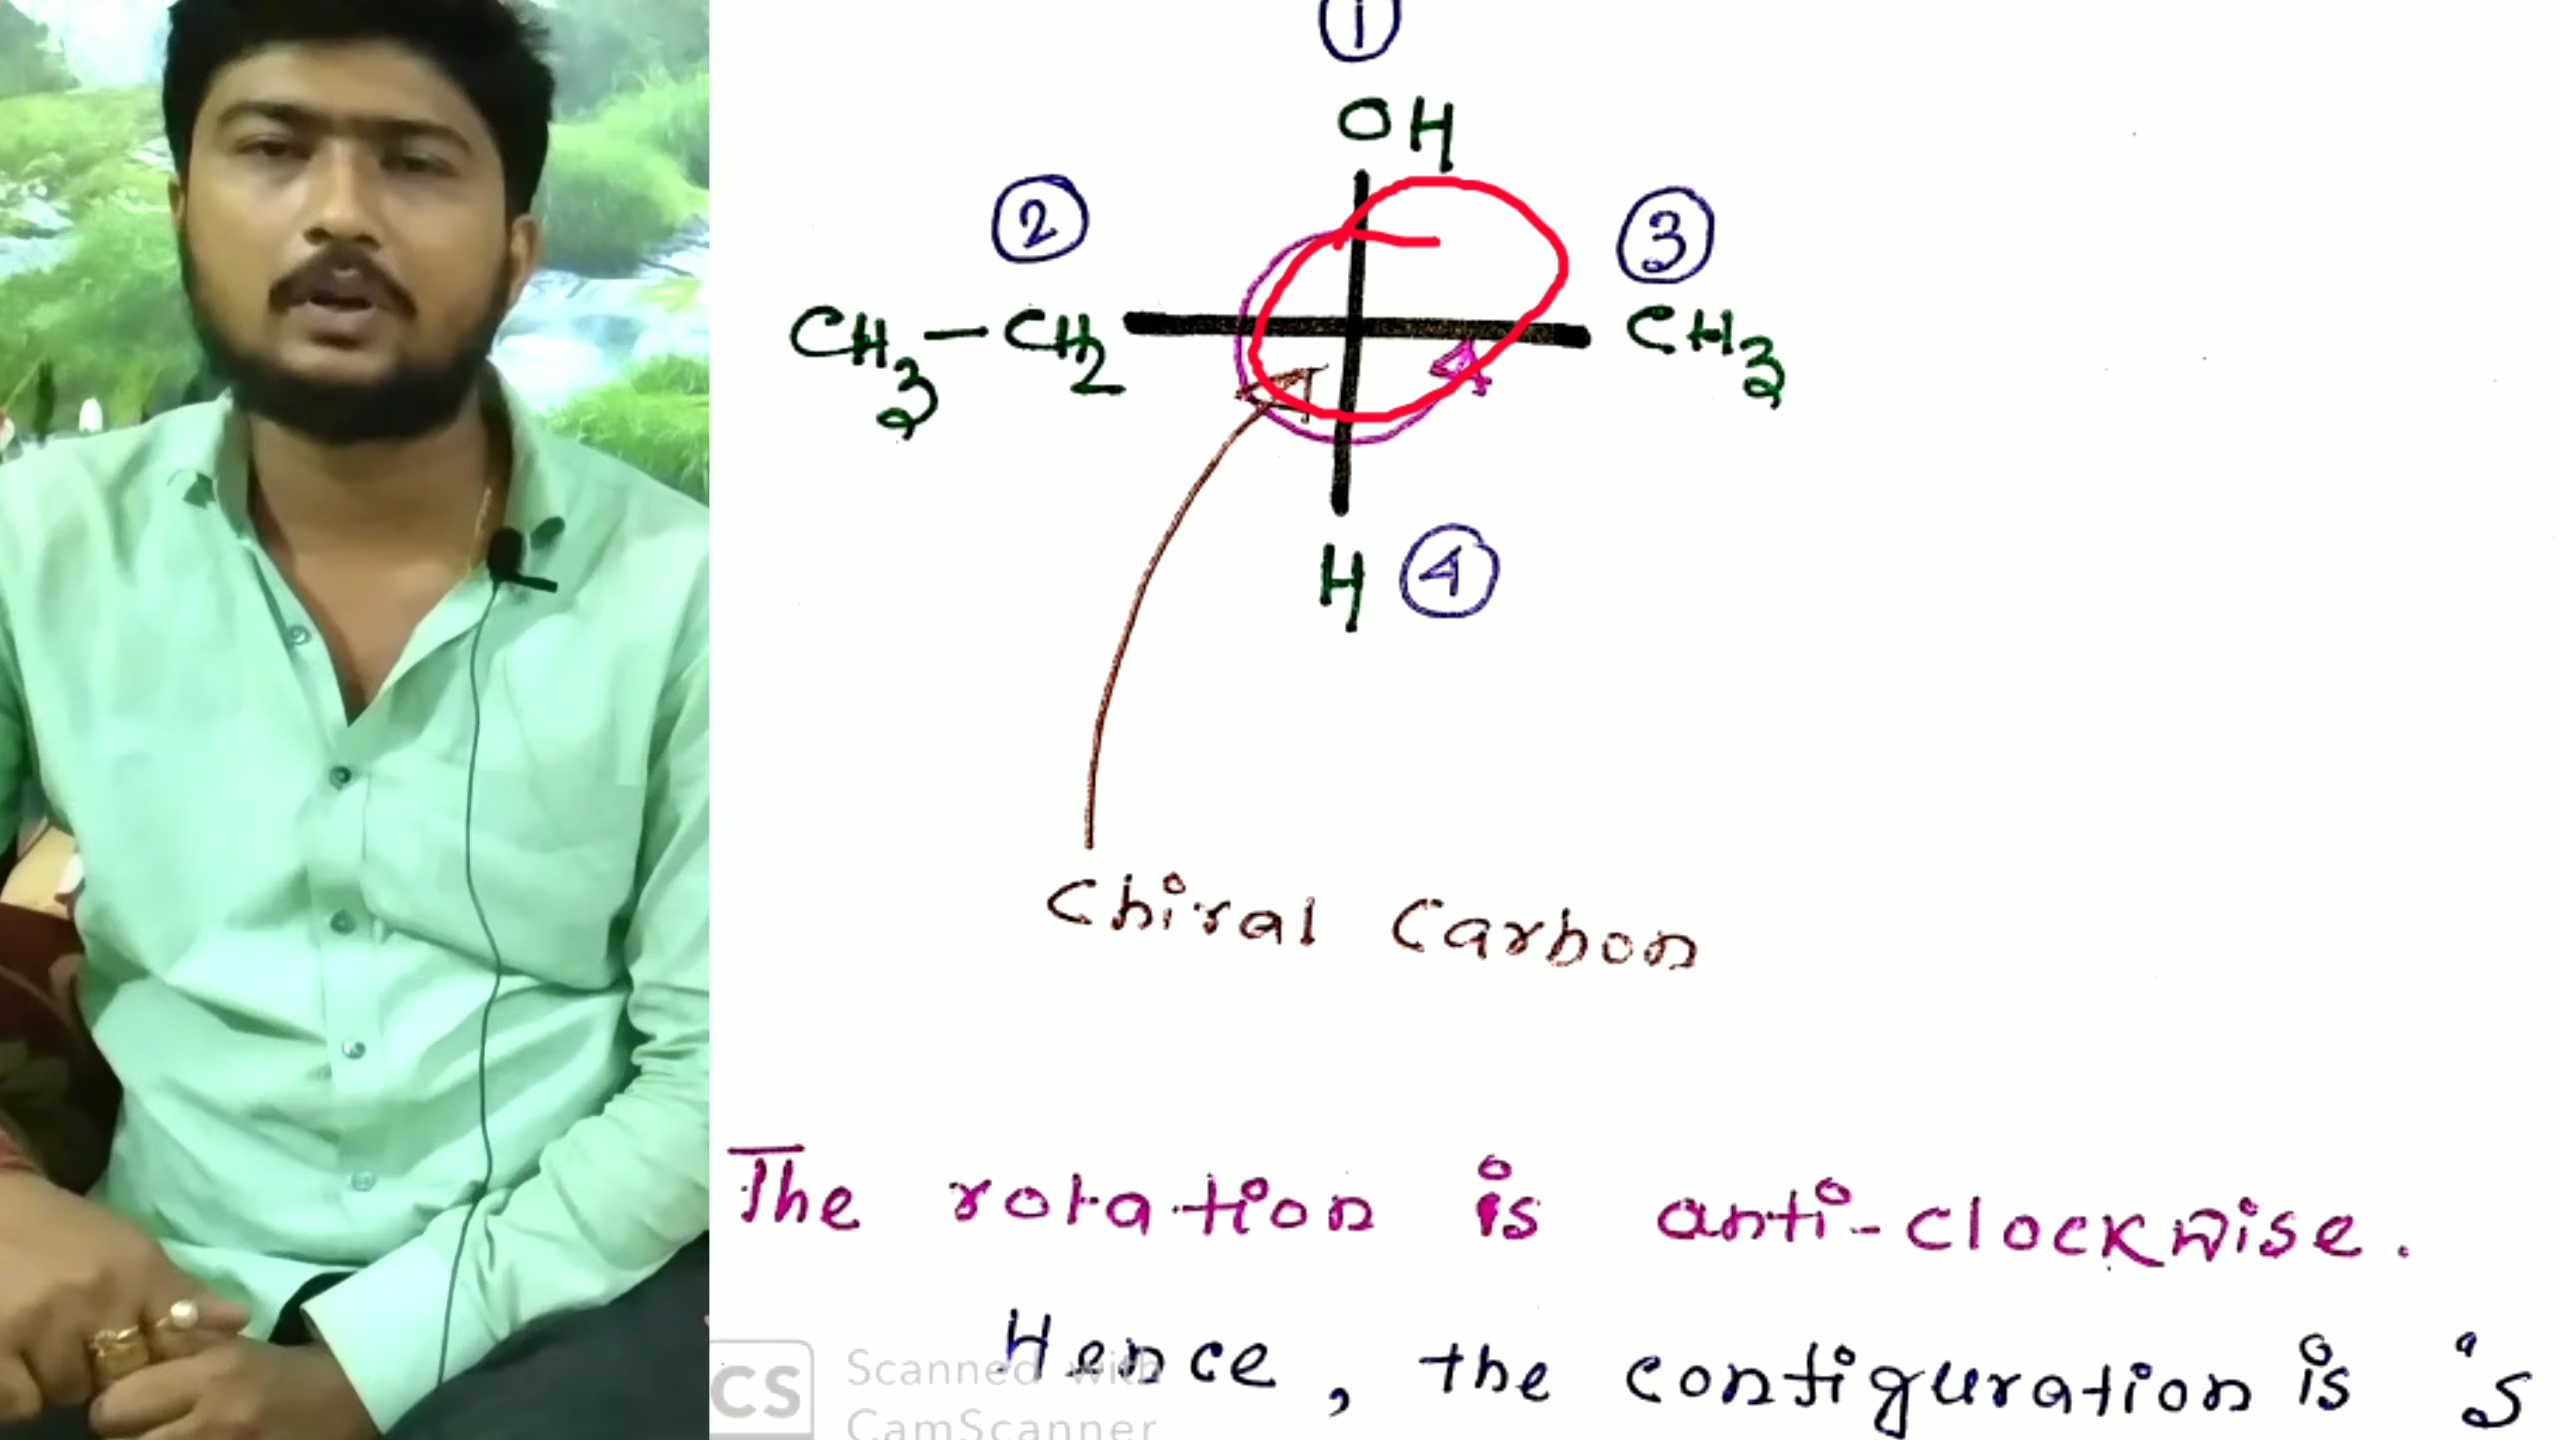 ①
OH
② ③
CH3-CH2 CH3
H ④
Chiral Carbon
The rotation is anti-clockwise.
Hence, the configuration is 's
CS Scanned with
CamScanner